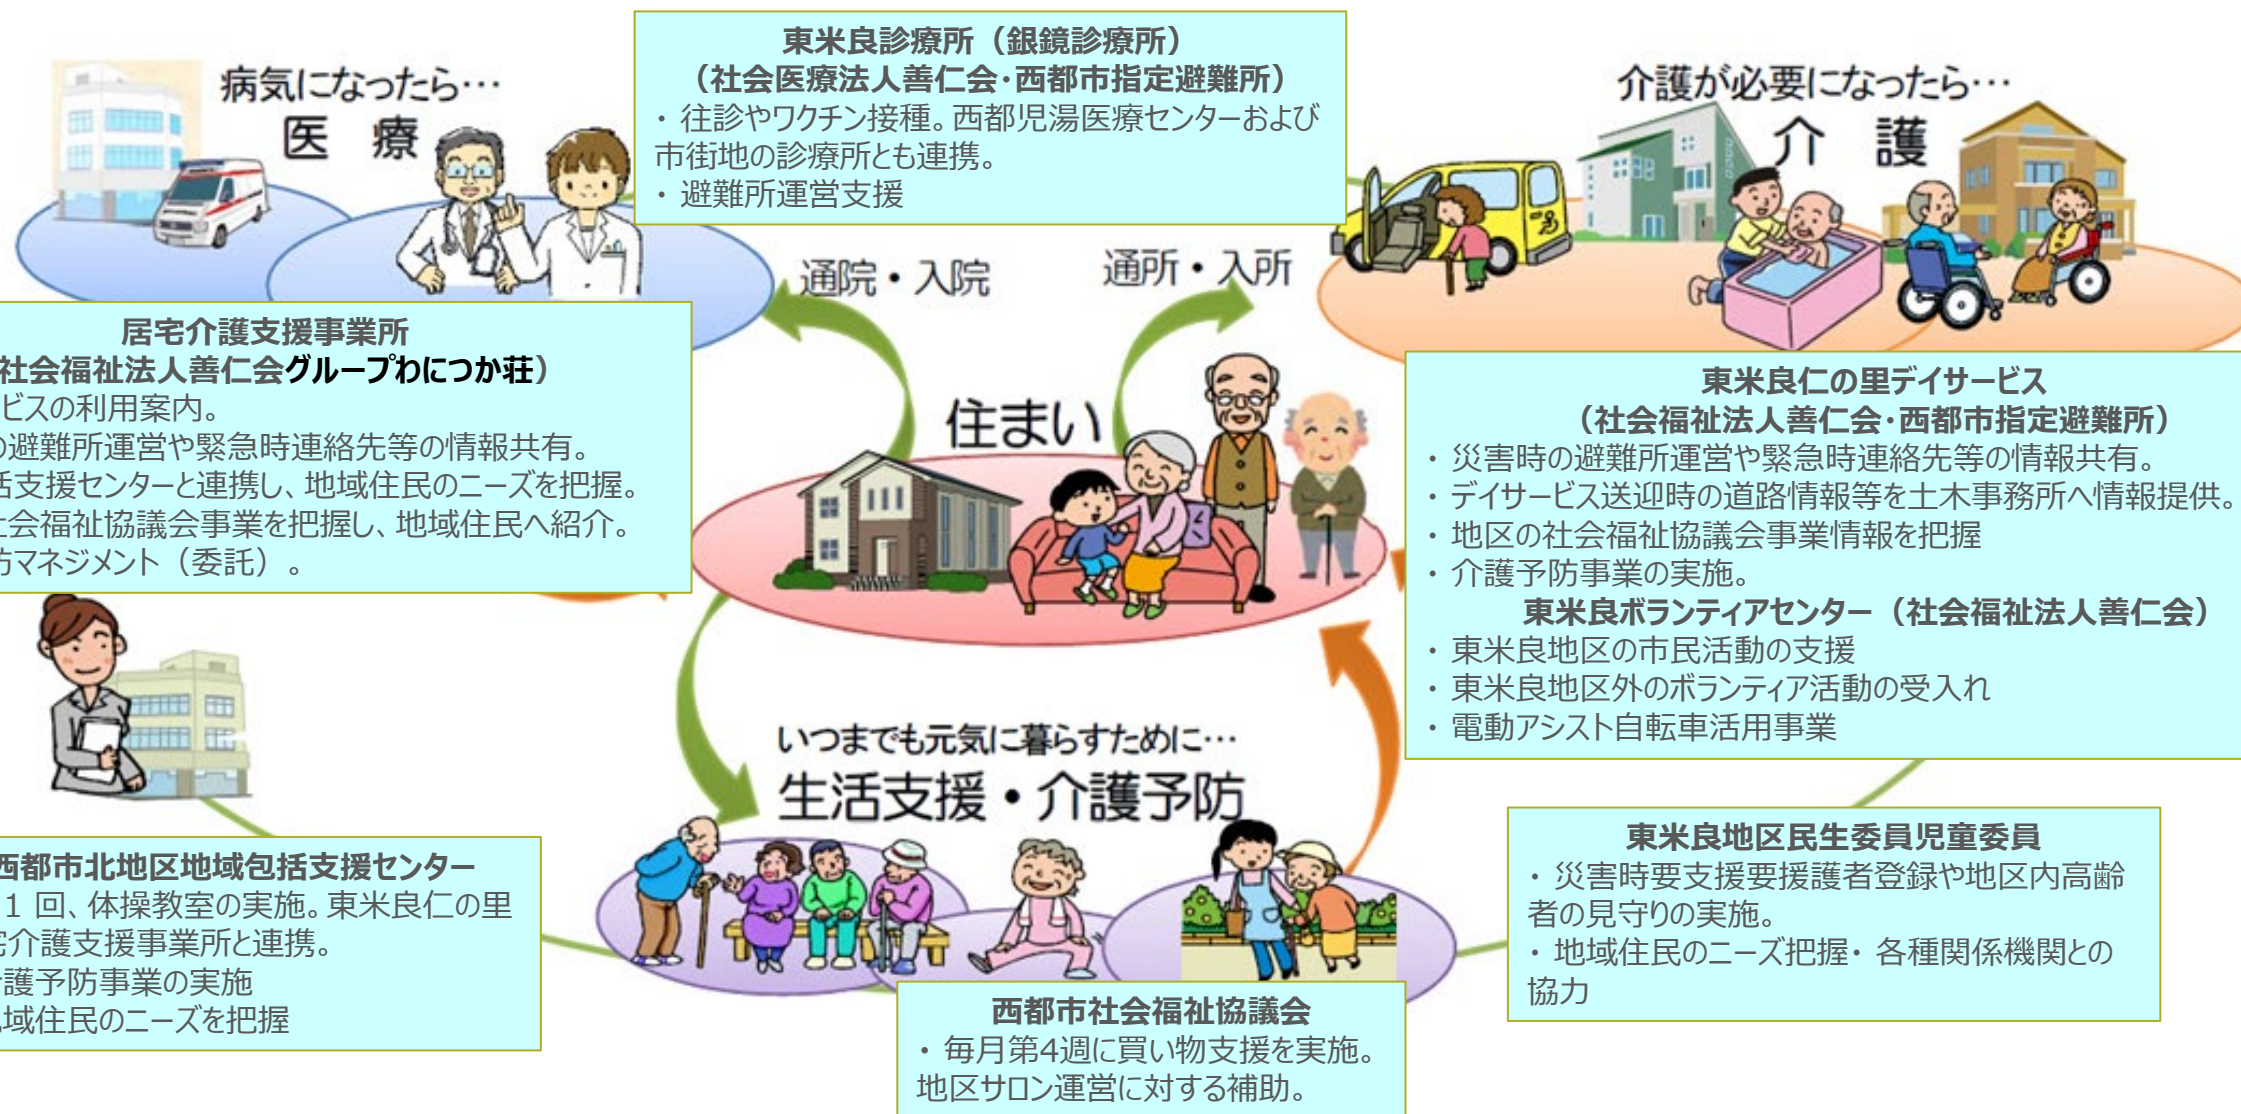 東米良診療所（銀鏡診療所）
（社会医療法人善仁会・西都市指定避難所）
・ 往診やワクチン接種。西都児湯医療センターおよび
市街地の診療所とも連携。
・ 避難所運営支援
病気になったら…
医　療
介護が必要になったら…
介　護
通院・入院
通所・入所
居宅介護支援事業所
社会福祉法人善仁会グループわにつか荘）
ビスの利用案内。
の避難所運営や緊急時連絡先等の情報共有。
括支援センターと連携し、地域住民のニーズを把握。
社会福祉協議会事業を把握し、地域住民へ紹介。
防マネジメント（委託）。
住まい
東米良仁の里デイサービス
（社会福祉法人善仁会・西都市指定避難所）
・ 災害時の避難所運営や緊急時連絡先等の情報共有。
・ デイサービス送迎時の道路情報等を土木事務所へ情報提供。
・ 地区の社会福祉協議会事業情報を把握
・ 介護予防事業の実施。
東米良ボランティアセンター（社会福祉法人善仁会）
・ 東米良地区の市民活動の支援
・ 東米良地区外のボランティア活動の受入れ
・ 電動アシスト自転車活用事業
いつまでも元気に暮らすために…
生活支援・介護予防
西都市北地区地域包括支援センター
１回、体操教室の実施。東米良仁の里
宅介護支援事業所と連携。
介護予防事業の実施
地域住民のニーズを把握
東米良地区民生委員児童委員
・ 災害時要支援要援護者登録や地区内高齢
者の見守りの実施。
・ 地域住民のニーズ把握・ 各種関係機関との
協力
西都市社会福祉協議会
・ 毎月第4週に買い物支援を実施。
地区サロン運営に対する補助。